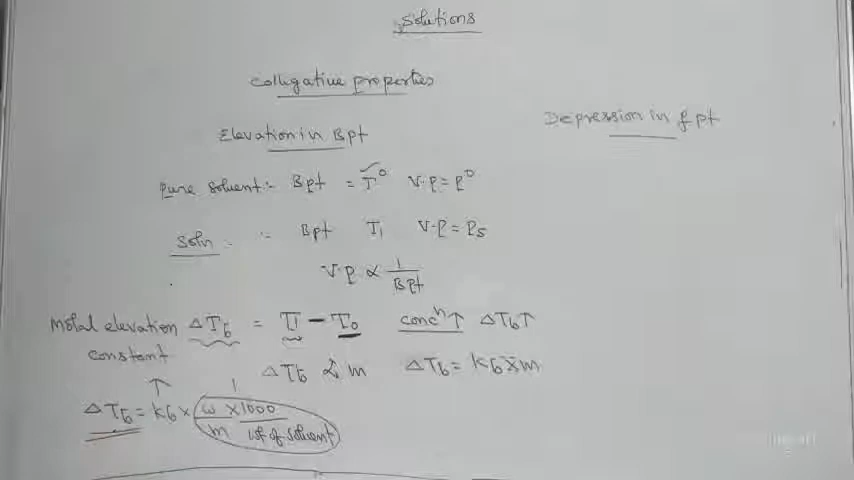 Solutions
Colligative properties
Elevation in Bpt
Depression in f pt
Pure solvent :- Bpt = T° V.P = P°
Soln :- Bpt T₁ V.P = Ps
V.P ∝ 1/Bpt
Molal elevation constant
ΔTb = T₁ - T₀ concⁿ↑ ΔTb↑
ΔTb ∝ m ΔTb = Kb x m
ΔTb = Kb × w/m × 1000/wt of solvent